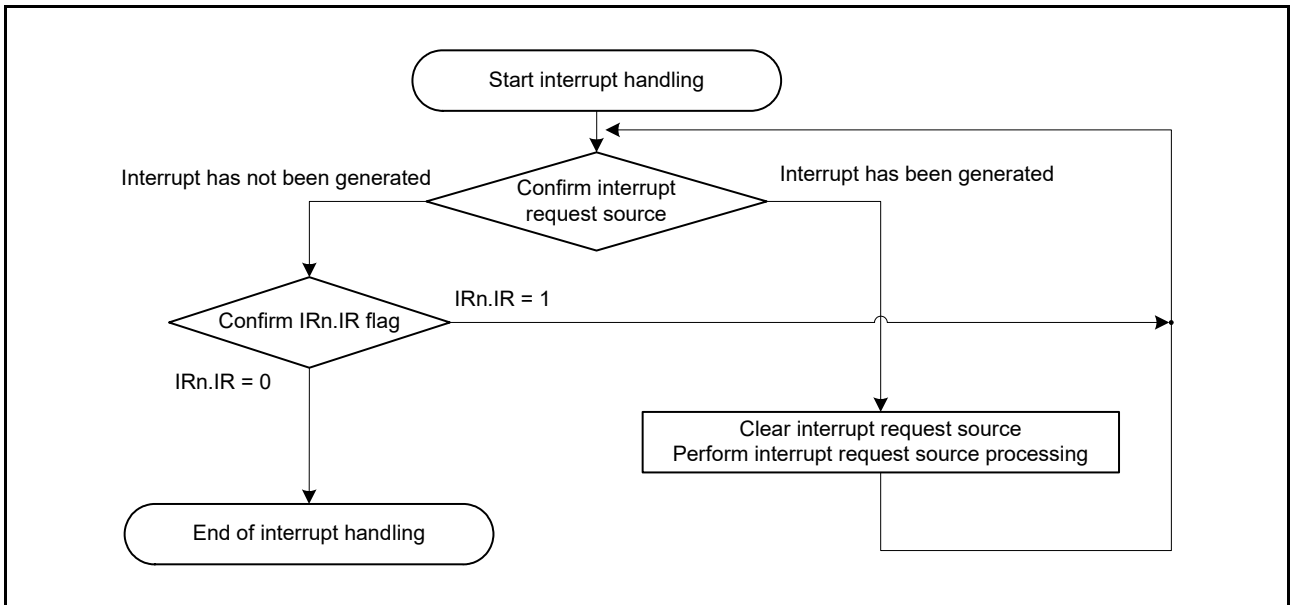 Start interrupt handling
Interrupt has not been generated
Interrupt has been generated
Confirm interrupt
request source
IRn.IR = 1
Confirm IRn.IR flag
IRn.IR = 0
Clear interrupt request source
Perform interrupt request source processing
End of interrupt handling